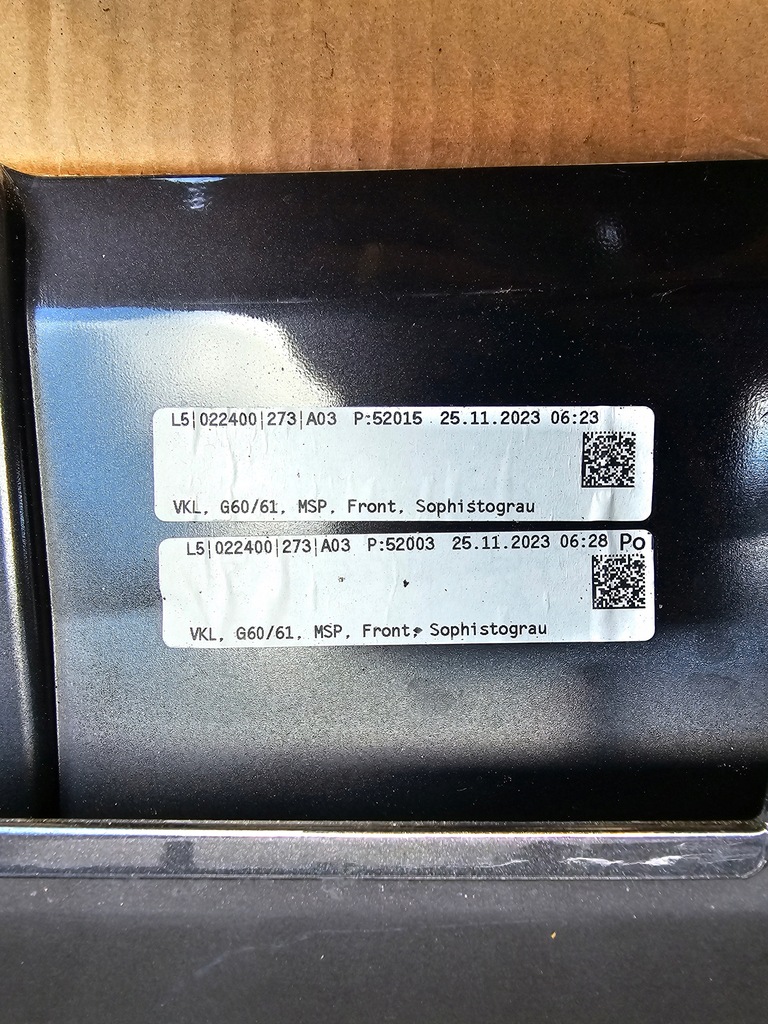 L5|022400|273|A03 P:52015 25.11.2023 06:23
VKL, G60/61, MSP, Front, Sophistograu
L5|022400|273|A03 P:52003 25.11.2023 06:28 Po
VKL, G60/61, MSP, Front, Sophistograu